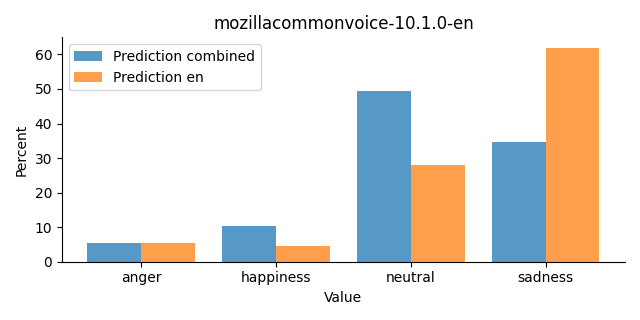 mozillacommonvoice-10.1.0-en
Prediction combined
Prediction en
Percent
60
50
40
30
20
10
0
anger happiness neutral sadness
Value